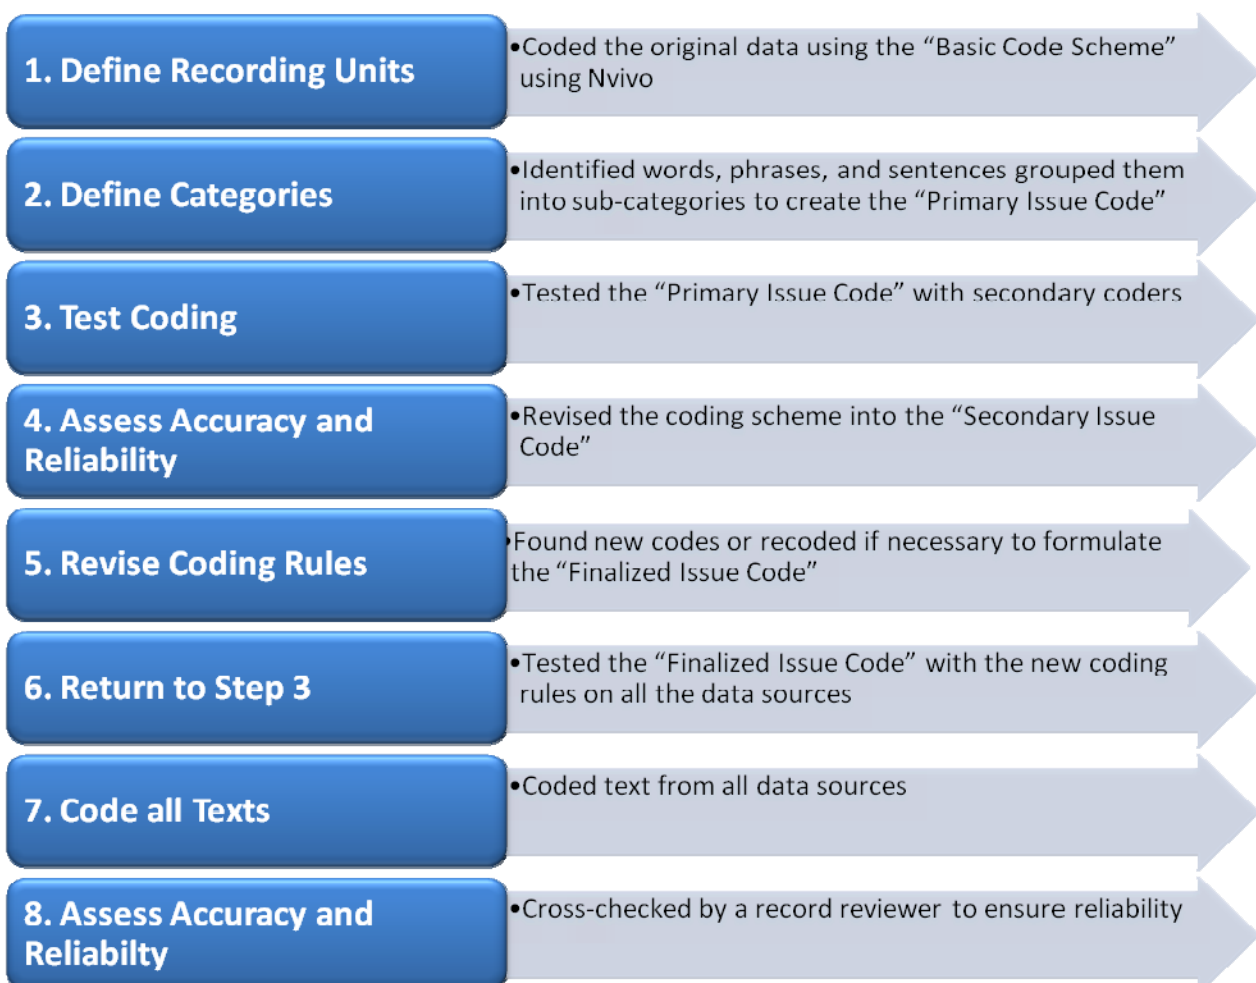 1. Define Recording Units
•Coded the original data using the “Basic Code Scheme”
using Nvivo
2. Define Categories
•Identified words, phrases, and sentences grouped them
into sub-categories to create the “Primary Issue Code”
3. Test Coding
•Tested the “Primary Issue Code” with secondary coders
4. Assess Accuracy and
Reliability
•Revised the coding scheme into the “Secondary Issue
Code”
5. Revise Coding Rules
•Found new codes or recoded if necessary to formulate
the “Finalized Issue Code”
6. Return to Step 3
•Tested the “Finalized Issue Code” with the new coding
rules on all the data sources
7. Code all Texts
•Coded text from all data sources
8. Assess Accuracy and
Reliabilty
•Cross-checked by a record reviewer to ensure reliability